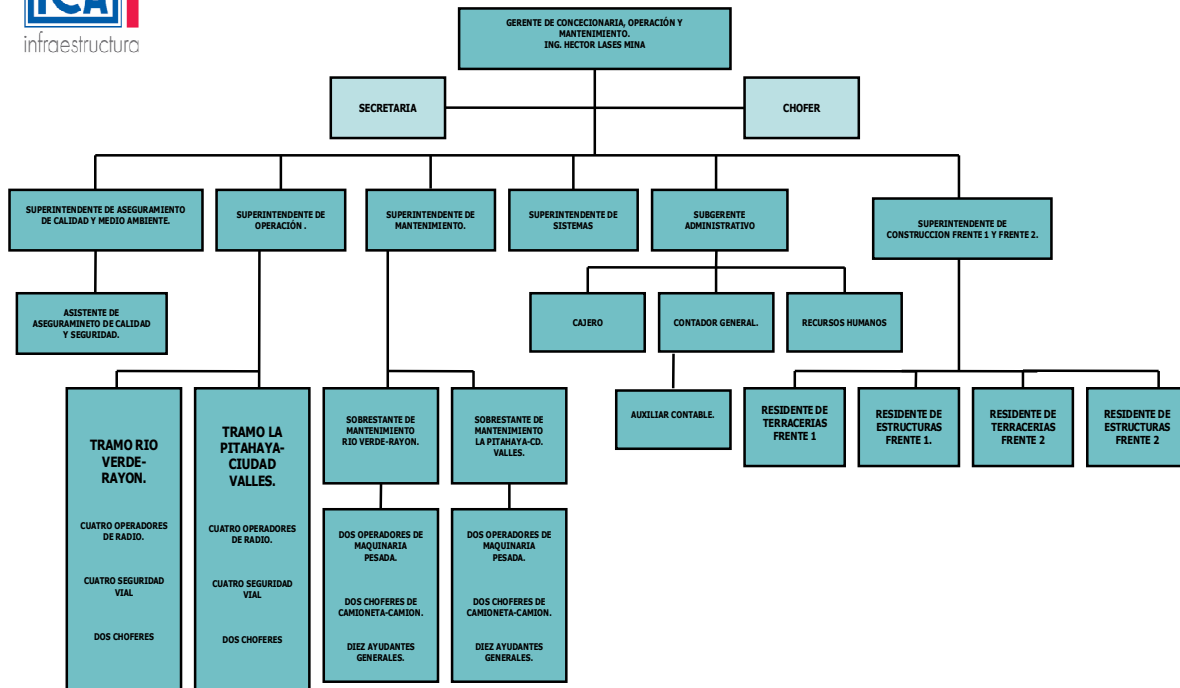 ICA
infraestructura
GERENTE DE CONCECIONARIA, OPERACIÓN Y
MANTENIMIENTO.
ING. HECTOR LASES MINA
SECRETARIA
CHOFER
SUPERINTENDENTE DE ASEGURAMIENTO
DE CALIDAD Y MEDIO AMBIENTE.
SUPERINTENDENTE DE
OPERACIÓN .
SUPERINTENDENTE DE
MANTENIMIENTO.
SUPERINTENDENTE DE
SISTEMAS
SUBGERENTE
ADMINISTRATIVO
SUPERINTENDENTE DE
CONSTRUCCION FRENTE 1 Y FRENTE 2.
ASISTENTE DE
ASEGURAMINETO DE CALIDAD
Y SEGURIDAD.
CAJERO
CONTADOR GENERAL.
RECURSOS HUMANOS
TRAMO RIO
VERDE-
RAYON.
CUATRO OPERADORES
DE RADIO.
CUATRO SEGURIDAD
VIAL
DOS CHOFERES
TRAMO LA
PITAHAYA-
CIUDAD
VALLES.
CUATRO OPERADORES
DE RADIO.
CUATRO SEGURIDAD
VIAL
DOS CHOFERES
SOBRESTANTE DE
MANTENIMIENTO
RIO VERDE-RAYON.
SOBRESTANTE DE
MANTENIMIENTO
LA PITAHAYA-CD.
VALLES.
AUXILIAR CONTABLE.
RESIDENTE DE
TERRACERIAS
FRENTE 1
RESIDENTE DE
ESTRUCTURAS
FRENTE 1.
RESIDENTE DE
TERRACERIAS
FRENTE 2
RESIDENTE DE
ESTRUCTURAS
FRENTE 2
DOS OPERADORES DE
MAQUINARIA
PESADA.
DOS CHOFERES DE
CAMIONETA-CAMION.
DIEZ AYUDANTES
GENERALES.
DOS OPERADORES DE
MAQUINARIA
PESADA.
DOS CHOFERES DE
CAMIONETA-CAMION.
DIEZ AYUDANTES
GENERALES.